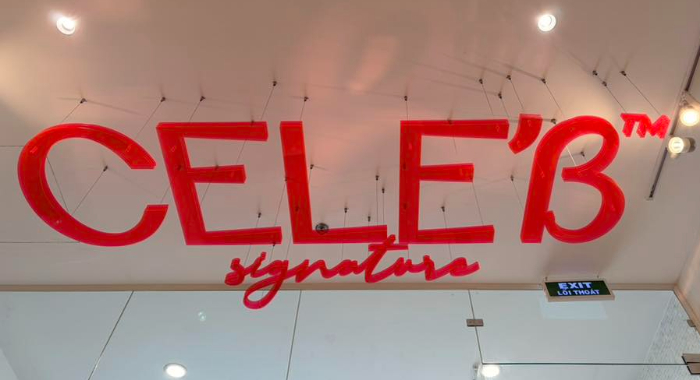 CELE'B™
signature
EXIT
LỐI THOÁT